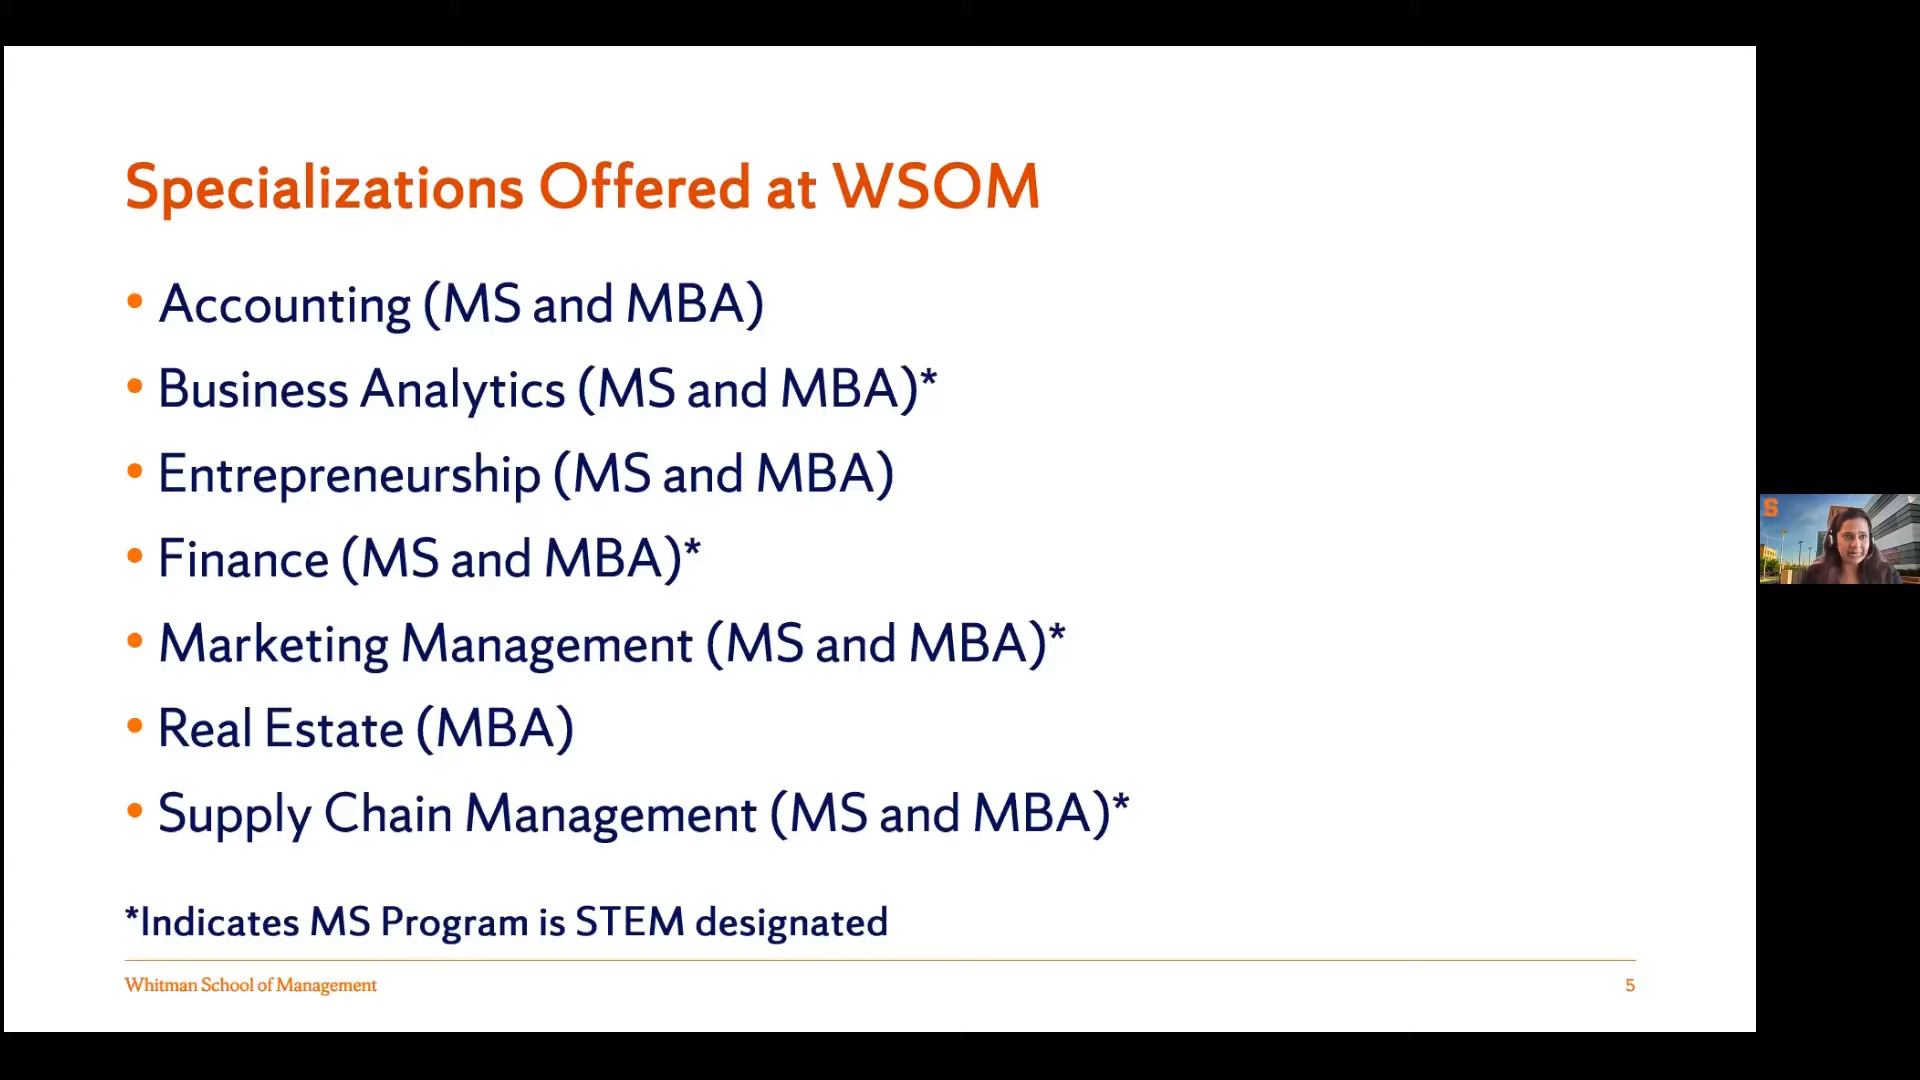 Specializations Offered at WSOM
• Accounting (MS and MBA)
• Business Analytics (MS and MBA)*
• Entrepreneurship (MS and MBA)
• Finance (MS and MBA)*
• Marketing Management (MS and MBA)*
• Real Estate (MBA)
• Supply Chain Management (MS and MBA)*
*Indicates MS Program is STEM designated
Whitman School of Management
5
S